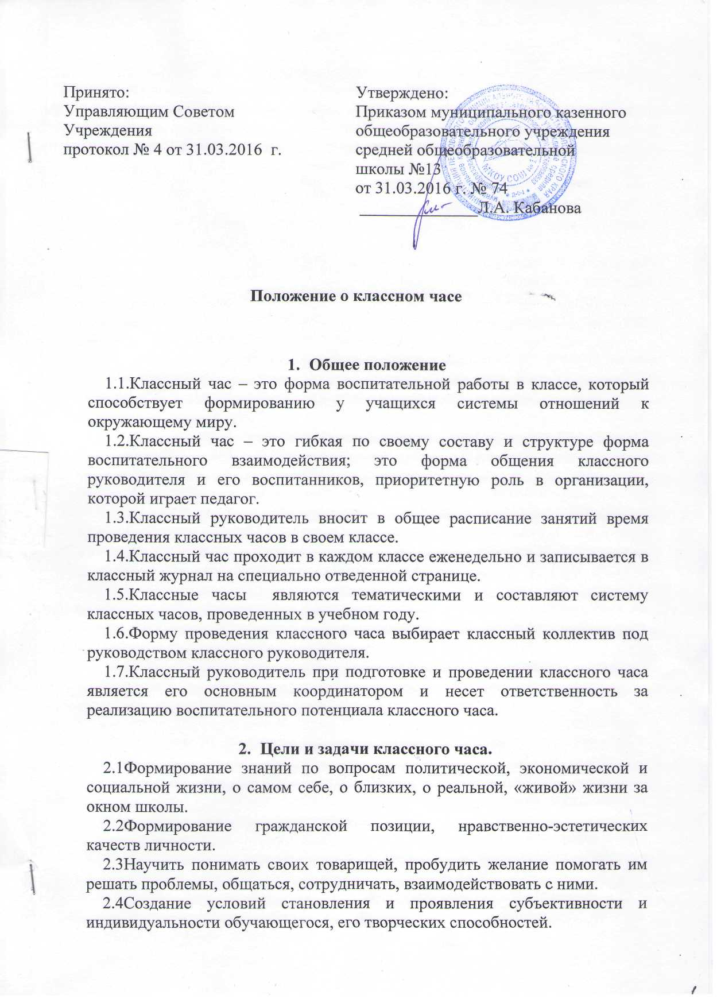 Принято:
Управляющим Советом
Учреждения
протокол № 4 от 31.03.2016 г.
Утверждено:
Приказом муниципального казенного
общеобразовательного учреждения
средней общеобразовательной
школы №13
от 31.03.2016 г. № 74
______________Л.А. Кабанова
МКОУ СОШ
Положение о классном часе
1. Общее положение
1.1.Классный час – это форма воспитательной работы в классе, который
способствует формированию у учащихся системы отношений к
окружающему миру.
1.2.Классный час – это гибкая по своему составу и структуре форма
воспитательного взаимодействия; это форма общения классного
руководителя и его воспитанников, приоритетную роль в организации,
которой играет педагог.
1.3.Классный руководитель вносит в общее расписание занятий время
проведения классных часов в своем классе.
1.4.Классный час проходит в каждом классе еженедельно и записывается в
классный журнал на специально отведенной странице.
1.5.Классные часы являются тематическими и составляют систему
классных часов, проведенных в учебном году.
1.6.Форму проведения классного часа выбирает классный коллектив под
руководством классного руководителя.
1.7.Классный руководитель при подготовке и проведении классного часа
является его основным координатором и несет ответственность за
реализацию воспитательного потенциала классного часа.
2. Цели и задачи классного часа.
2.1Формирование знаний по вопросам политической, экономической и
социальной жизни, о самом себе, о близких, о реальной, «живой» жизни за
окном школы.
2.2Формирование гражданской позиции, нравственно-эстетических
качеств личности.
2.3Научить понимать своих товарищей, пробудить желание помогать им
решать проблемы, общаться, сотрудничать, взаимодействовать с ними.
2.4Создание условий становления и проявления субъективности и
индивидуальности обучающегося, его творческих способностей.